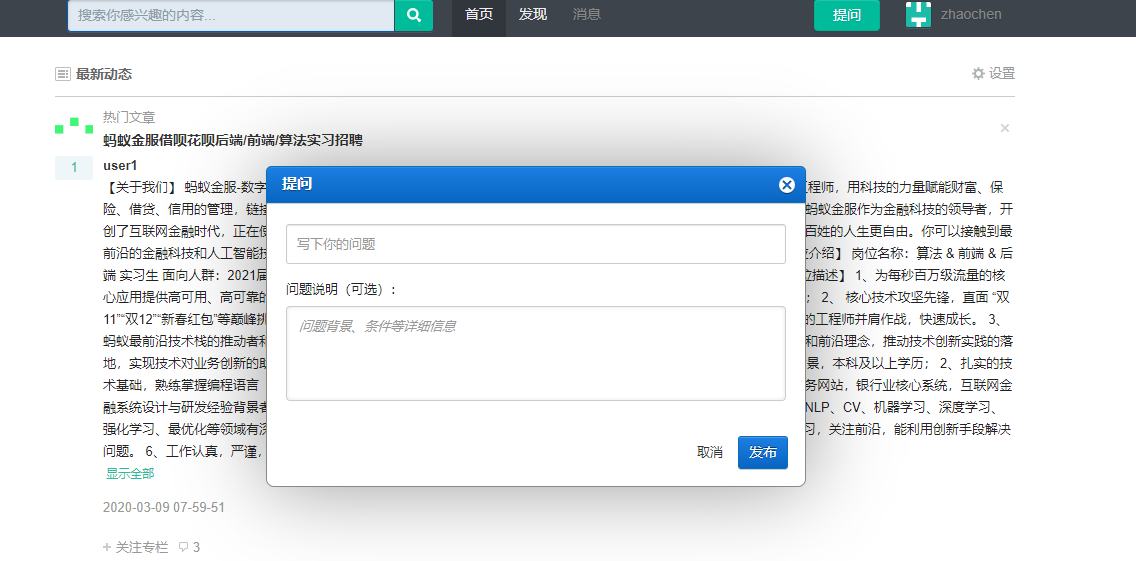 搜索你感兴趣的内容... 首页 发现 消息 提问 zhaochen
最新动态 设置
热门文章
蚂蚁金服借呗花呗后端/前端/算法实习招聘
1 user1
【关于我们】 蚂蚁金服-数字 程师，用科技的力量赋能财富、保
险、借贷、信用的管理，链接 蚂蚁金服作为金融科技的领导者，开
创了互联网金融时代，正在使 百姓的人生更自由。你可以接触到最
前沿的金融科技和人工智能技 介绍】 岗位名称：算法 & 前端 & 后
端 实习生 面向人群：2021届 位描述】 1、为每秒百万级流量的核
心应用提供高可用、高可靠的 ； 2、 核心技术攻坚先锋，直面 “双
11”“双12”“新春红包”等巅峰挑 的工程师并肩作战，快速成长。 3、
蚂蚁最前沿技术栈的推动者和 和前沿理念，推动技术创新实践的落
地，实现技术对业务创新的助 景，本科及以上学历； 2、扎实的技
术基础，熟练掌握编程语言 务网站，银行业核心系统，互联网金
融系统设计与研发经验背景者 NLP、CV、机器学习、深度学习、
强化学习、最优化等领域有深 习，关注前沿，能利用创新手段解决
问题。 6、工作认真，严谨，
显示全部
2020-03-09 07-59-51
+ 关注专栏 3
提问
写下你的问题
问题说明（可选）：
问题背景、条件等详细信息
取消 发布